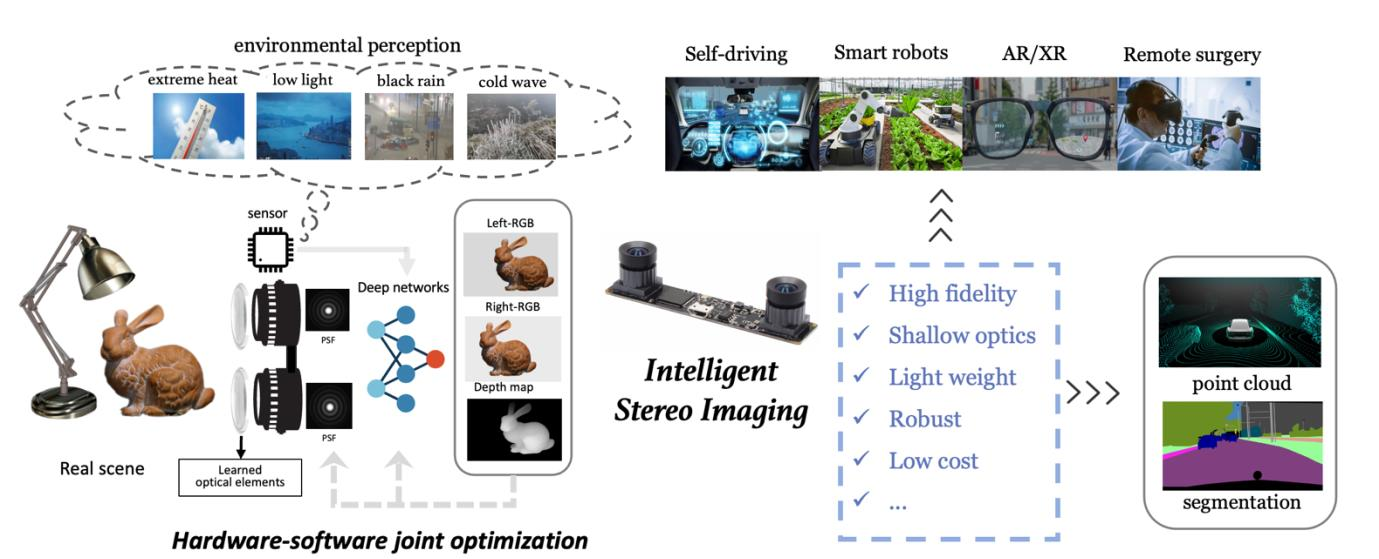 environmental perception
extreme heat
low light
black rain
cold wave
sensor
Deep networks
PSF
PSF
Real scene
Learned
optical elements
Left-RGB
Right-RGB
Depth map
Hardware-software joint optimization
Self-driving
Smart robots
AR/XR
Remote surgery
Intelligent
Stereo Imaging
✓ High fidelity
✓ Shallow optics
✓ Light weight
✓ Robust
✓ Low cost
✓ ...
point cloud
segmentation